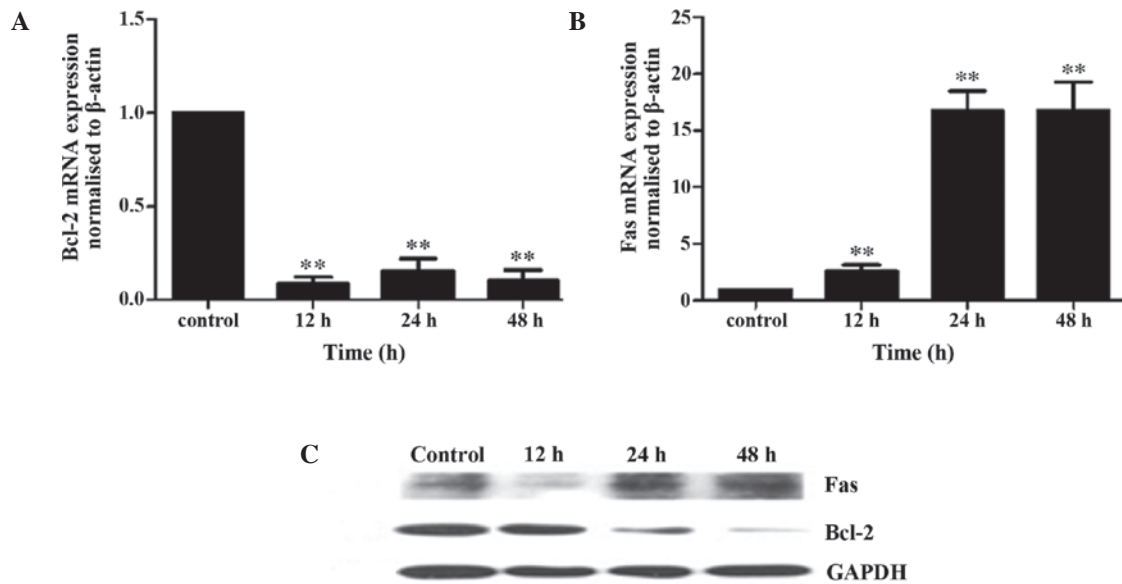 A
Bcl-2 mRNA expression
normalised to β-actin
1.5
1.0
0.5
0.0
**
**
**
control
12 h
24 h
48 h
Time (h)
B
Fas mRNA expression
normalised to β-actin
25
20
15
10
5
0
**
**
**
control
12 h
24 h
48 h
Time (h)
C
Control
12 h
24 h
48 h
Fas
Bcl-2
GAPDH